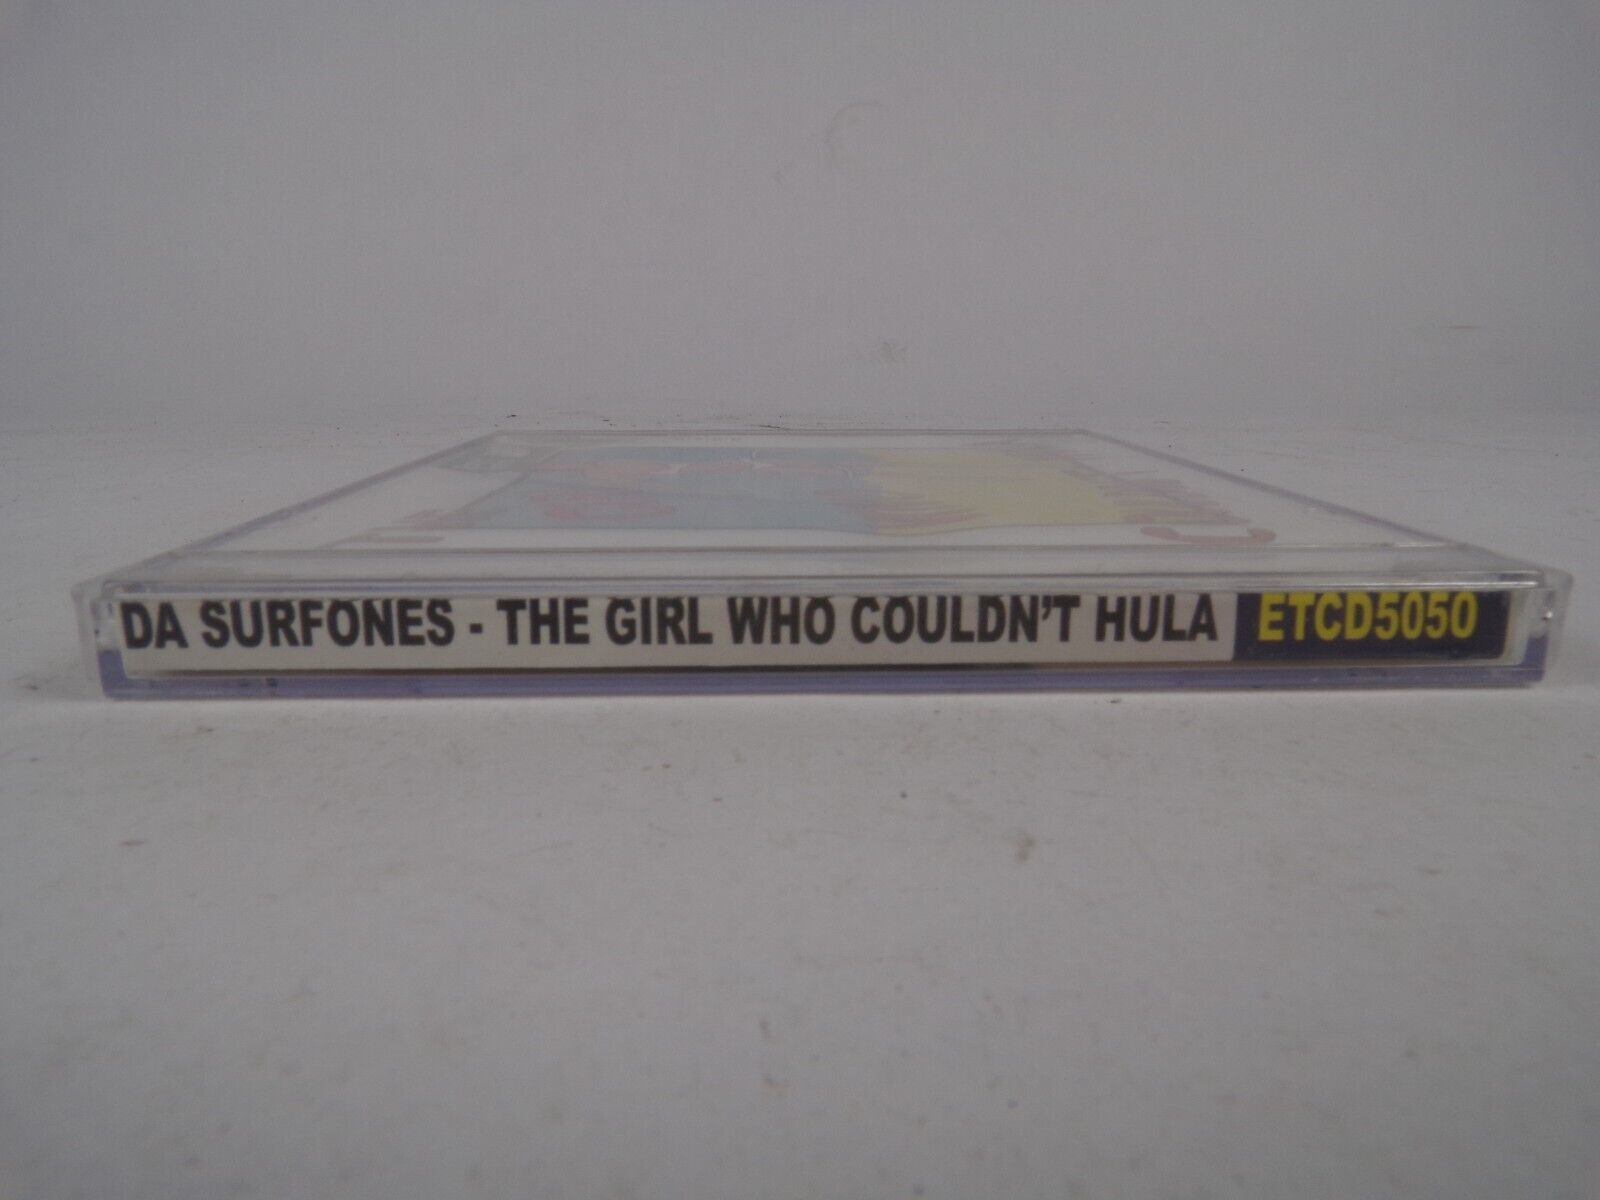 DA SURFONES - THE GIRL WHO COULDN'T HULA ETCD5050